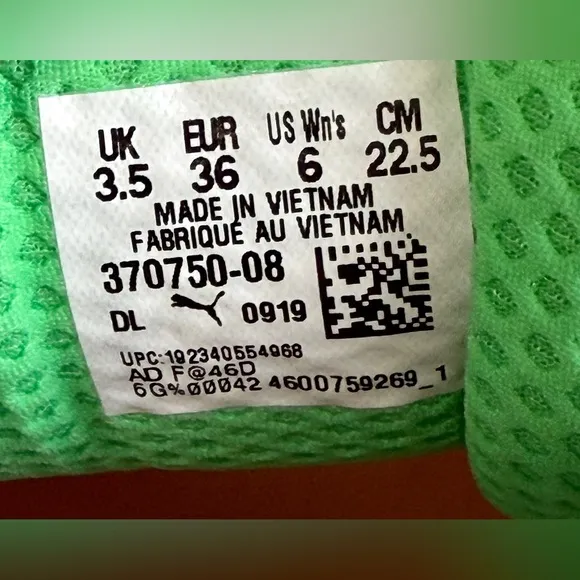 UK EUR US Wn's CM
3.5 36 6 22.5
MADE IN VIETNAM
FABRIQUÉ AU VIETNAM.
370750-08
DL 0919
UPC:192340554968
AD F@46D
6G%00042 4600759269_1